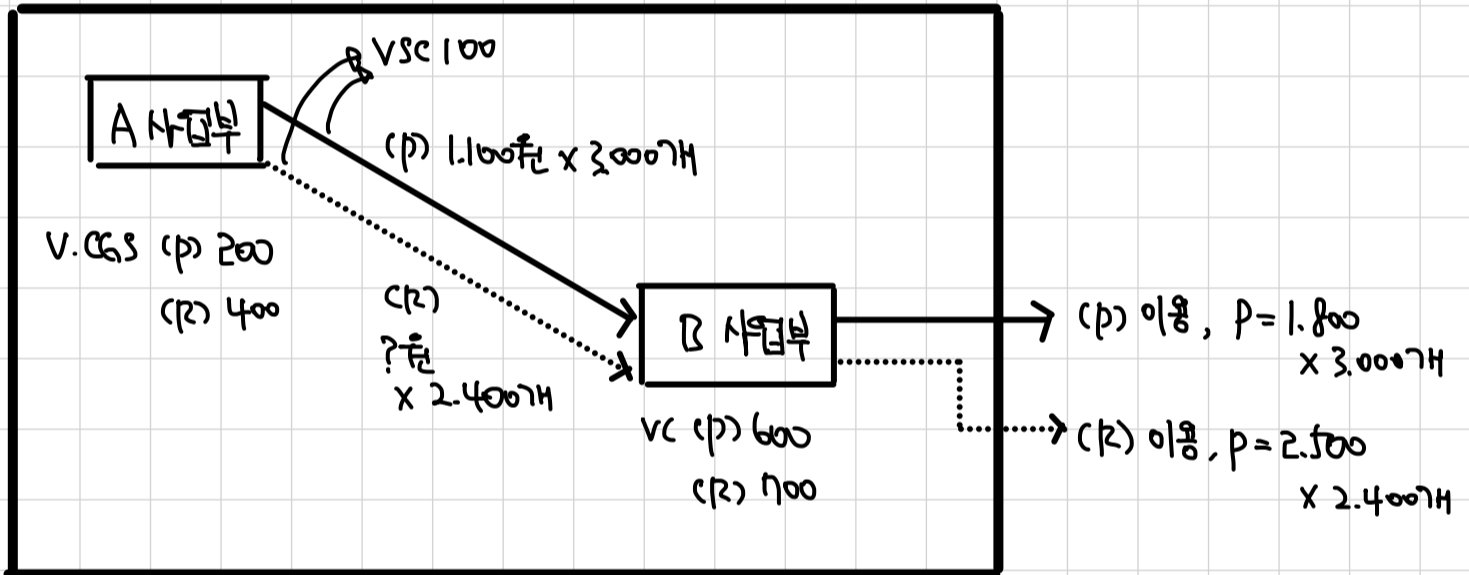 VSC 100
A 사업부
(P) 1.100원 x 3,000개
V.CGS (P) 200
(R) 400
(R)
?원
x 2.400개
B 사업부
VC (P) 600
(R) 700
(P) 이용, P=1.800
x 3.000개
(R) 이용, P=2.500
x 2.400개